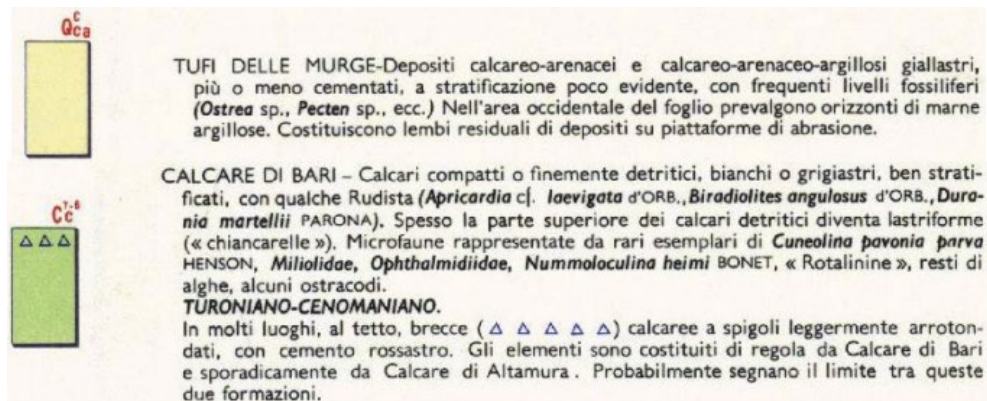 Qcca
TUFI DELLE MURGE-Depositi calcareo-arenacei e calcareo-arenaceo-argillosi giallastri,
più o meno cementati, a stratificazione poco evidente, con frequenti livelli fossiliferi
(Ostrea sp., Pecten sp., ecc.) Nell'area occidentale del foglio prevalgono orizzonti di marne
argillose. Costituiscono lembi residuali di depositi su piattaforme di abrasione.
CALCARE DI BARI – Calcari compatti o finemente detritici, bianchi o grigiastri, ben strati-
ficati, con qualche Rudista (Apricardia cf. laevigata d'ORB., Biradiolites angulosus d'ORB., Dura-
nia martellii PARONA). Spesso la parte superiore dei calcari detritici diventa lastriforme
(« chiancarelle »). Microfaune rappresentate da rari esemplari di Cuneolina pavonia parva
HENSON, Miliolidae, Ophthalmidiidae, Nummoloculina heimi BONET, « Rotalinine », resti di
alghe, alcuni ostracodi.
Cc7-6
TURONIANO-CENOMANIANO.
In molti luoghi, al tetto, brecce ( Δ Δ Δ Δ Δ ) calcaree a spigoli leggermente arroton-
dati, con cemento rossastro. Gli elementi sono costituiti di regola da Calcare di Bari
e sporadicamente da Calcare di Altamura. Probabilmente segnano il limite tra queste
due formazioni.